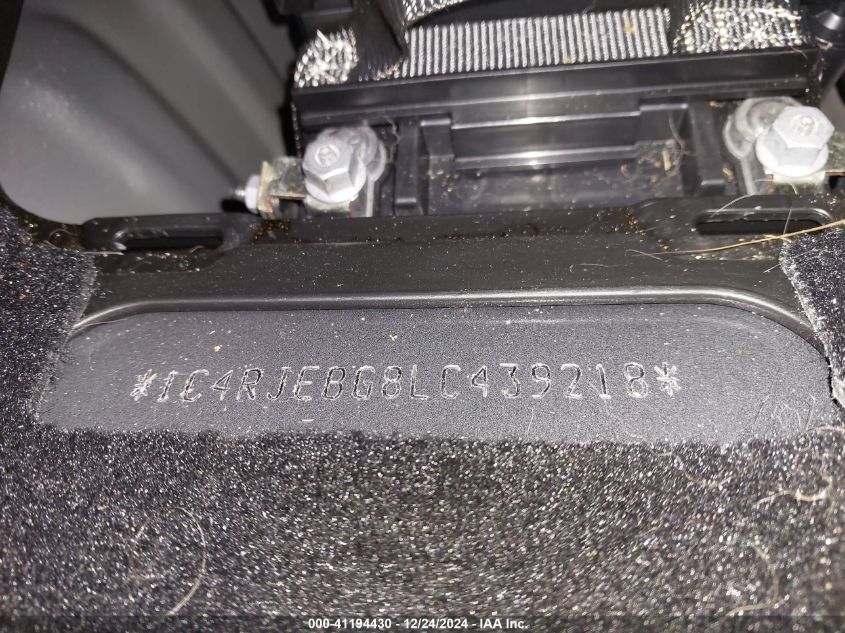 *1C4RJEBG8LC439218*
000-41194430 - 12/24/2024 - IAA Inc.